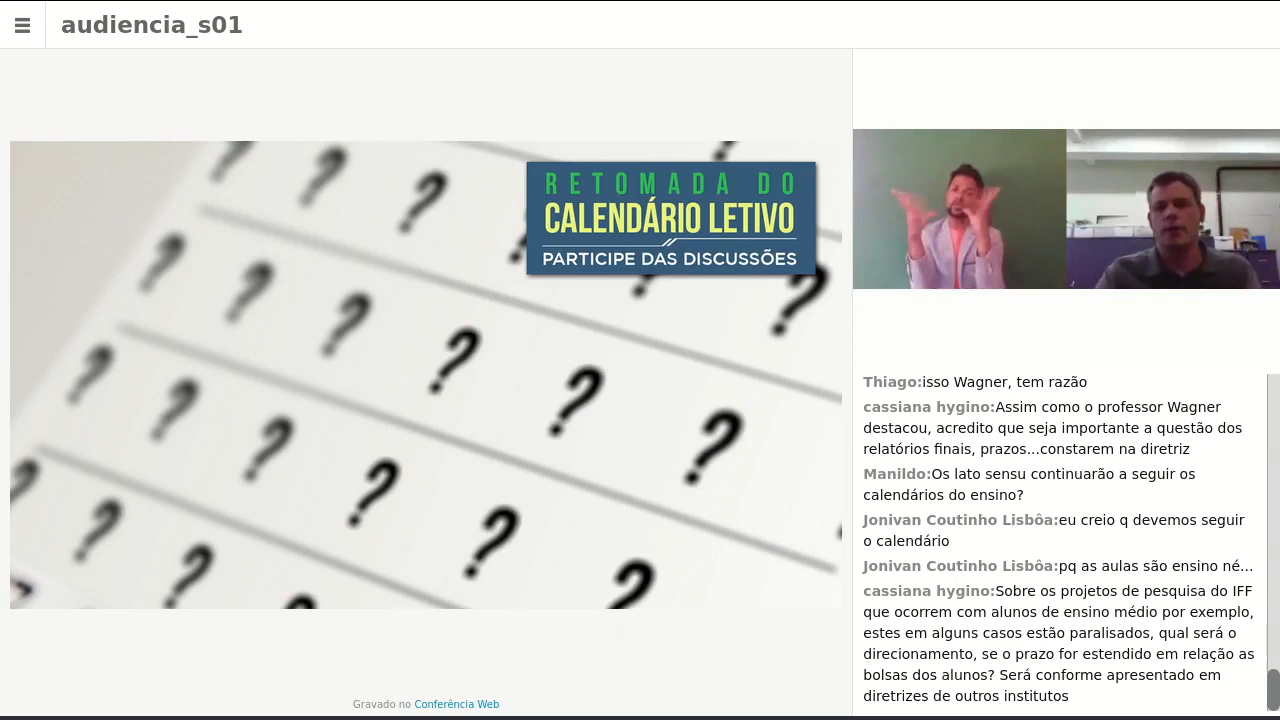 audiencia_s01
RETOMADA DO
CALENDÁRIO LETIVO
PARTICIPE DAS DISCUSSÕES
? ? ? ?
? ? ? ? ? ?
? ? ? ? ? ?
? ? ? ? ? ?
Thiago:isso Wagner, tem razão
cassiana hygino:Assim como o professor Wagner
destacou, acredito que seja importante a questão dos
relatórios finais, prazos...constarem na diretriz
Manildo:Os lato sensu continuarão a seguir os
calendários do ensino?
Jonivan Coutinho Lisbôa:eu creio q devemos seguir
o calendário
Jonivan Coutinho Lisbôa:pq as aulas são ensino né...
cassiana hygino:Sobre os projetos de pesquisa do IFF
que ocorrem com alunos de ensino médio por exemplo,
estes em alguns casos estão paralisados, qual será o
direcionamento, se o prazo for estendido em relação as
bolsas dos alunos? Será conforme apresentado em
diretrizes de outros institutos
Gravado no Conferência Web